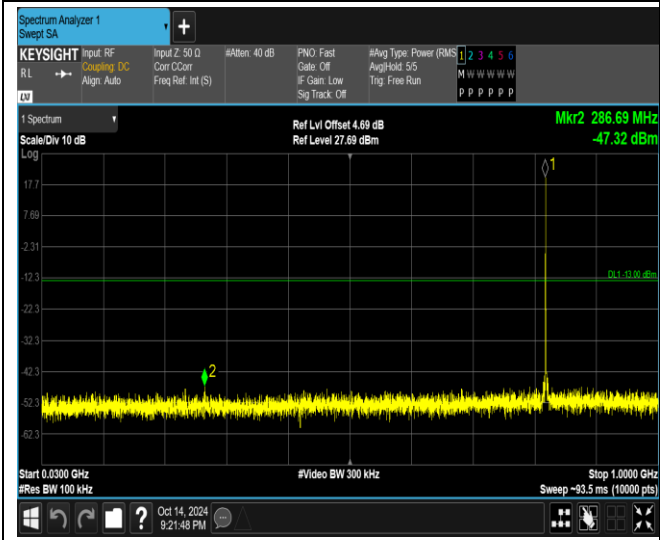 Spectrum Analyzer 1
Swept SA
KEYSIGHT
RL
LXI
Input: RF
Coupling: DC
Align: Auto
Input Z: 50 Ω
Corr CCorr
Freq Ref: Int (S)
#Atten: 40 dB
PNO: Fast
Gate: Off
IF Gain: Low
Sig Track: Off
#Avg Type: Power (RMS
Avg|Hold: 5/5
Trig: Free Run
1 2 3 4 5 6
M W W W W W
P P P P P P
1 Spectrum
Scale/Div 10 dB
Log
Ref Lvl Offset 4.69 dB
Ref Level 27.69 dBm
Mkr2 286.69 MHz
-47.32 dBm
1
17.7
7.69
-2.31
-12.3
DL1 -13.00 dBm
-22.3
-32.3
-42.3
2
-52.3
-62.3
Start 0.0300 GHz
#Res BW 100 kHz
#Video BW 300 kHz
Stop 1.0000 GHz
Sweep ~93.5 ms (10000 pts)
?
Oct 14, 2024
9:21:48 PM